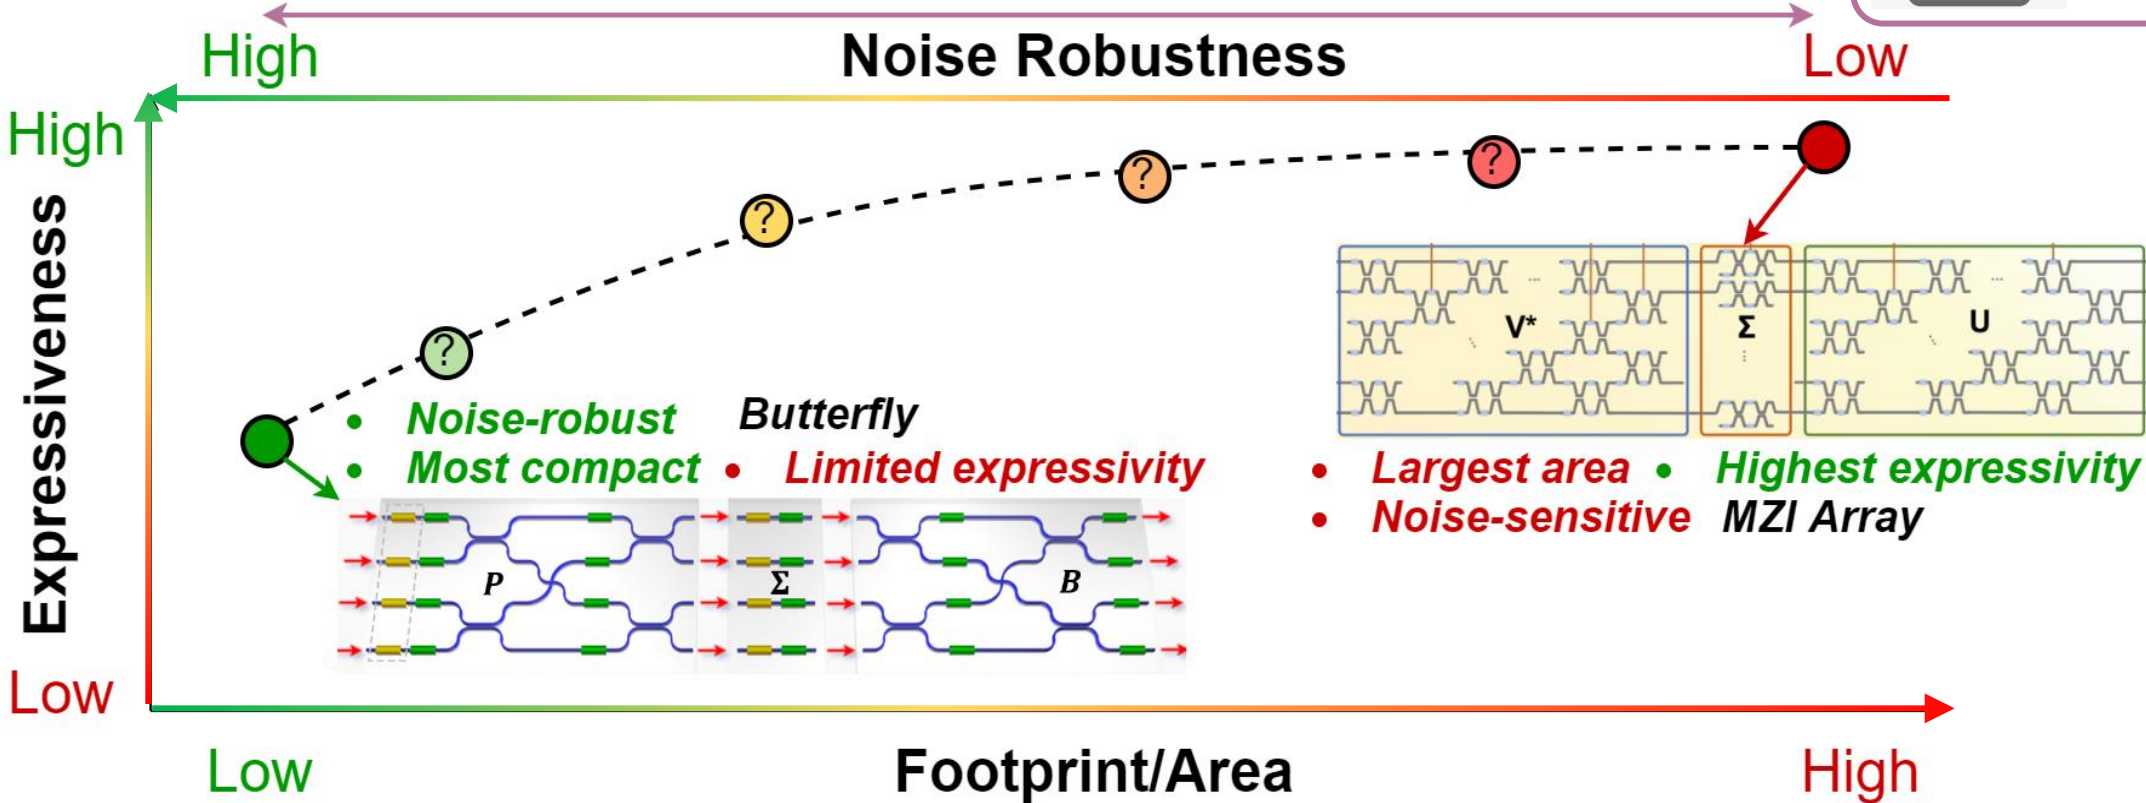 High
Noise Robustness
Low
High
Expressiveness
Low
?
?
?
?
• Noise-robust
Butterfly
• Most compact
• Limited expressivity
P
Σ
B
V*
Σ
U
...
...
• Largest area
• Highest expressivity
• Noise-sensitive
MZI Array
Low
Footprint/Area
High